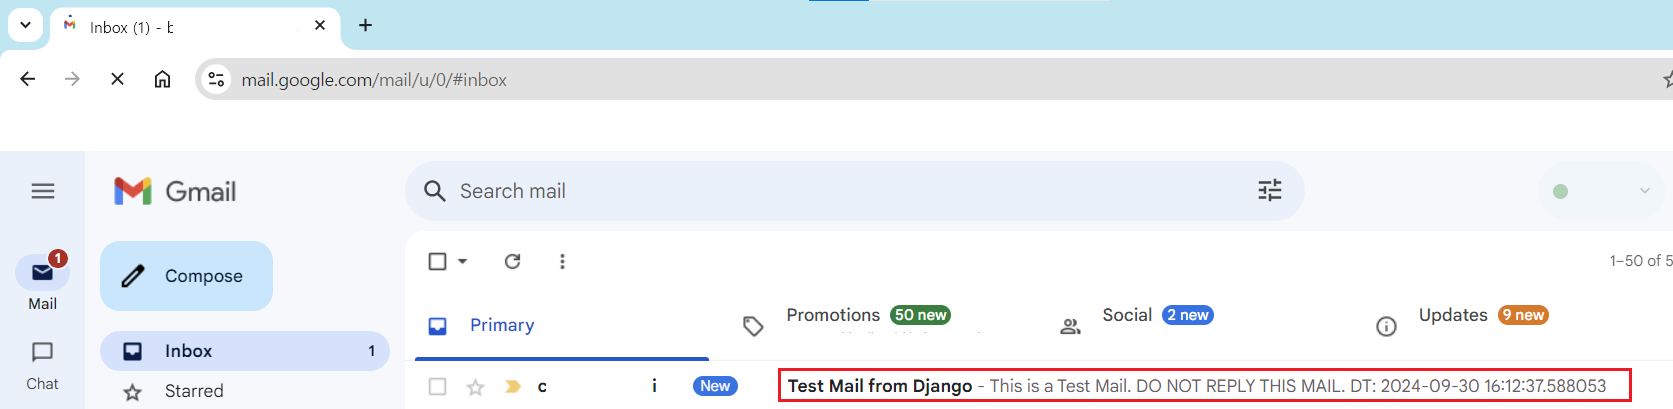 Inbox (1) - b
mail.google.com/mail/u/0/#inbox
Gmail
Search mail
1
Compose
1–50 of 5
Mail
Primary
Promotions 50 new
Social 2 new
Updates 9 new
Inbox 1
Chat
Starred
c i New Test Mail from Django - This is a Test Mail. DO NOT REPLY THIS MAIL. DT: 2024-09-30 16:12:37.588053